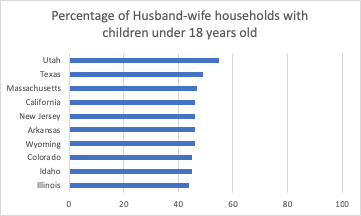 Percentage of Husband-wife households with
children under 18 years old
Utah
Texas
Massachusetts
California
New Jersey
Arkansas
Wyoming
Colorado
Idaho
Illinois
0 20 40 60 80 100